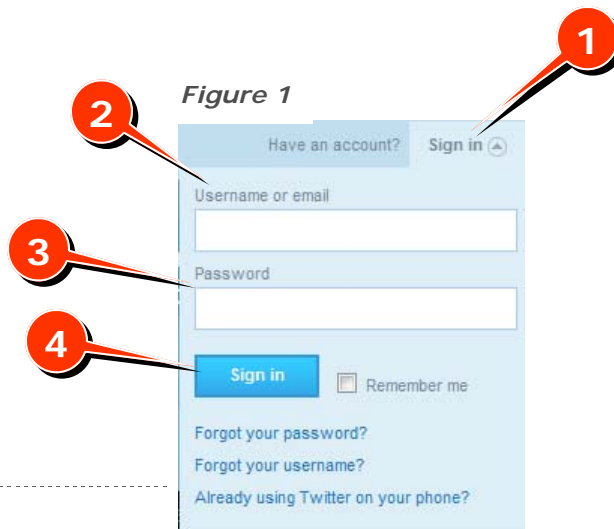 1
Figure 1
2
Have an account? Sign in
Username or email
3
Password
4
Sign in Remember me
Forgot your password?
Forgot your username?
Already using Twitter on your phone?